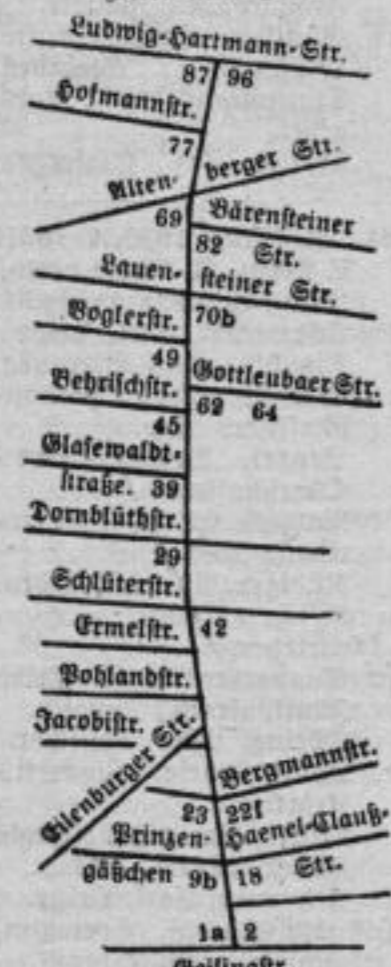 Ludwig-Hartmann-Str.
87 96
Hofmannstr.
77
Alten- berger Str.
69 Bärensteiner
82 Str.
Lauen- steiner Str.
Voglerstr. 70b
49 Gottleubaer Str.
Behrischstr. 62 64
45
Glasewaldt-
straße. 39
Dornblüthstr.
29
Schlüterstr.
Ermelstr. 42
Pohlandstr.
Jacobistr.
Eilenburger Str.
Bergmannstr.
23 22f
Prinzen- Haenel-Clauß-
gäßchen 9b 18 Str.
1a 2
Geisingstr.